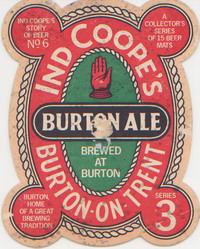 IND COOPE'S
STORY
OF BEER
No 6
A
COLLECTOR'S
SERIES
OF 15 BEER
MATS
IND COOPE'S
BURTON ALE
BREWED
AT
BURTON
BURTON-ON-TRENT
BURTON,
HOME
OF A GREAT
BREWING
TRADITION
SERIES
3